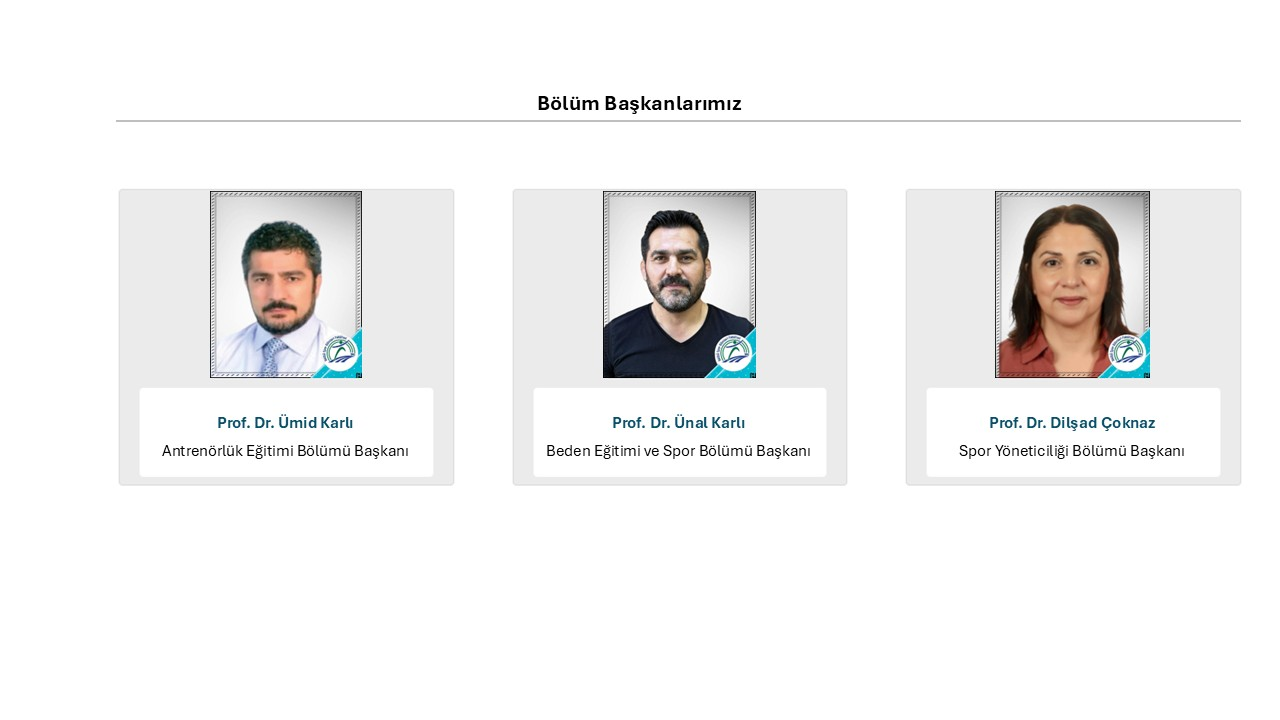 Bölüm Başkanlarımız
Prof. Dr. Ümid Karlı
Antrenörlük Eğitimi Bölümü Başkanı
Prof. Dr. Ünal Karlı
Beden Eğitimi ve Spor Bölümü Başkanı
Prof. Dr. Dilşad Çoknaz
Spor Yöneticiliği Bölümü Başkanı